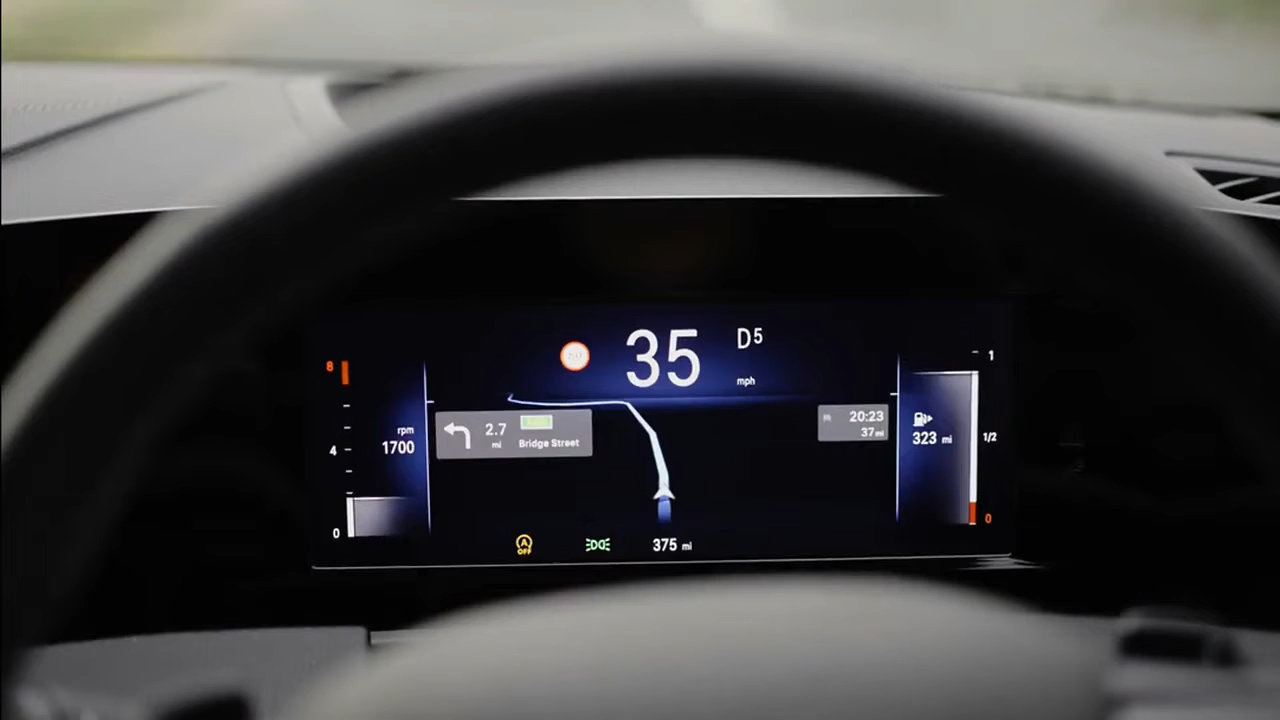 35
D5
mph
8
4
0
rpm
1700
2.7
mi
Bridge Street
20:23
37 mi
323 mi
1
1/2
0
A
OFF
375 mi